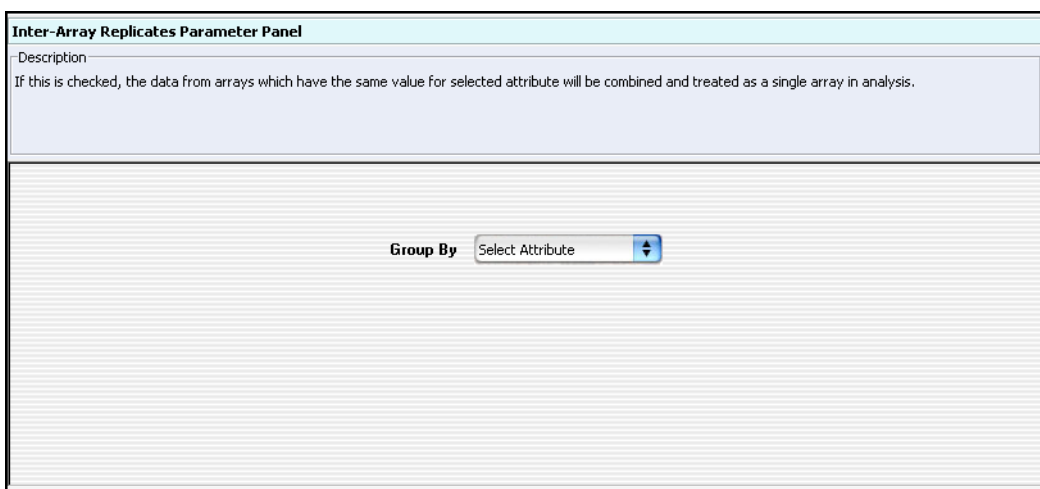 Inter-Array Replicates Parameter Panel
Description
If this is checked, the data from arrays which have the same value for selected attribute will be combined and treated as a single array in analysis.
Group By Select Attribute